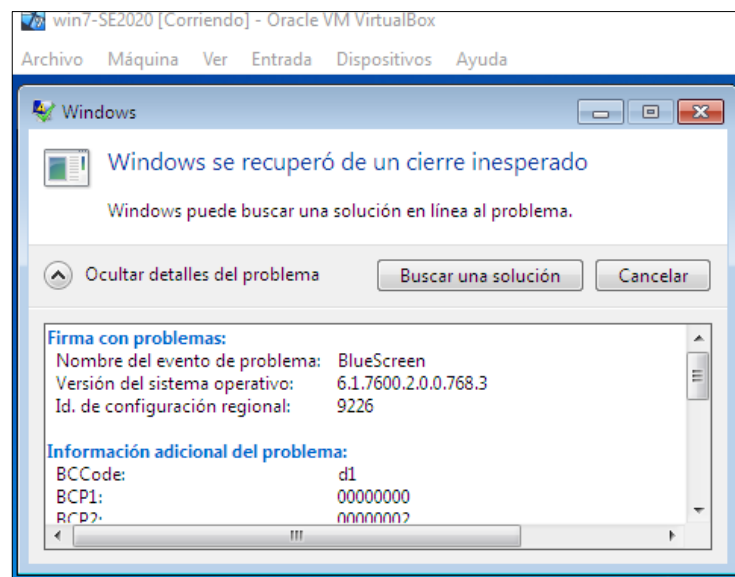 win7-SE2020 [Corriendo] - Oracle VM VirtualBox
Archivo Máquina Ver Entrada Dispositivos Ayuda
Windows
Windows se recuperó de un cierre inesperado
Windows puede buscar una solución en línea al problema.
Ocultar detalles del problema Buscar una solución Cancelar
Firma con problemas:
Nombre del evento de problema: BlueScreen
Versión del sistema operativo: 6.1.7600.2.0.0.768.3
Id. de configuración regional: 9226
Información adicional del problema:
BCCode: d1
BCP1: 00000000
BCP2: 00000002